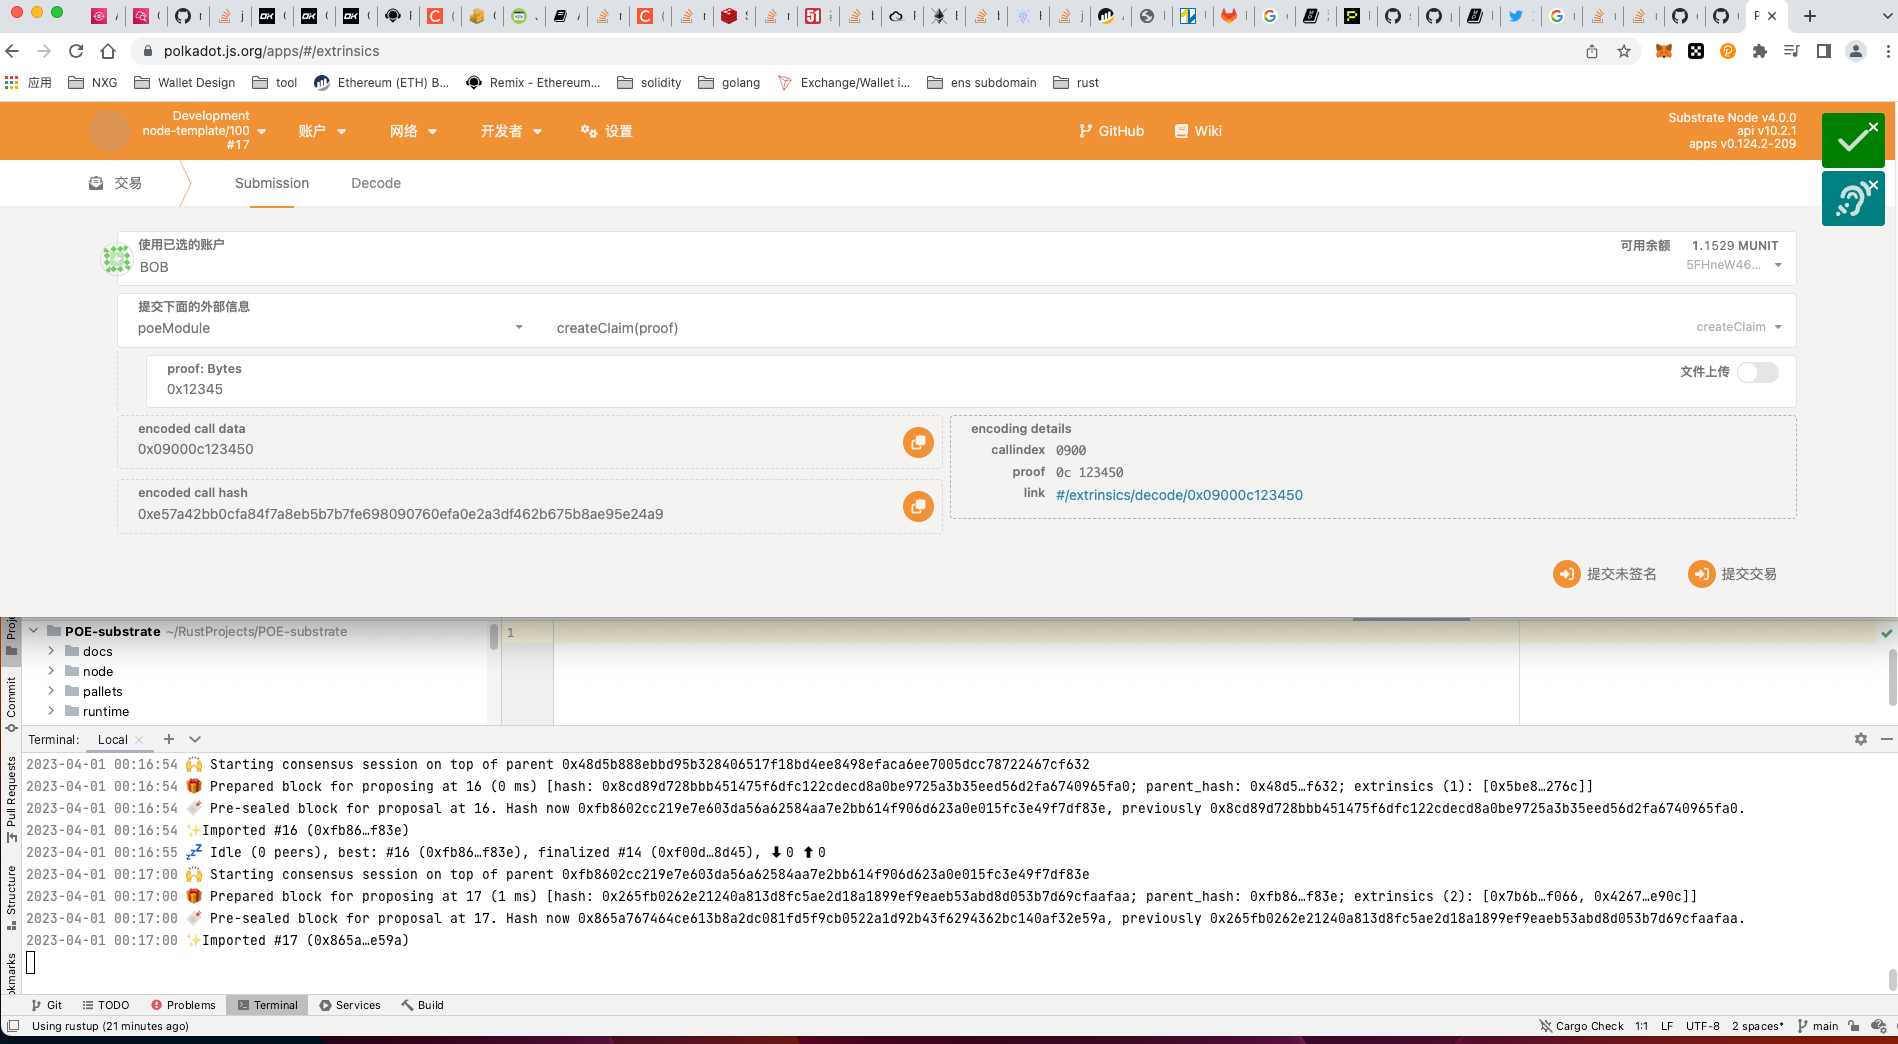 polkadot.js.org/apps/#/extrinsics
应用 NXG Wallet Design tool Ethereum (ETH) B... Remix - Ethereum... solidity golang Exchange/Wallet i... ens subdomain rust
Development
node-template/100
#17
账户 网络 开发者 设置
GitHub Wiki
Substrate Node v4.0.0
api v10.2.1
apps v0.124.2-209
交易 Submission Decode
使用已选的账户
BOB
可用余额 1.1529 MUNIT
5FHneW46...
提交下面的外部信息
poeModule createClaim(proof) createClaim
proof: Bytes
0x12345
文件上传
encoded call data
0x09000c123450
encoded call hash
0xe57a42bb0cfa84f7a8eb5b7b7fe698090760efa0e2a3df462b675b8ae95e24a9
encoding details
callindex 0900
proof 0c 123450
link #/extrinsics/decode/0x09000c123450
提交未签名 提交交易
POE-substrate ~/RustProjects/POE-substrate
docs
node
pallets
runtime
1
Commit
Pull Requests
Structure
Terminal: Local
2023-04-01 00:16:54 🙌 Starting consensus session on top of parent 0x48d5b888ebbd95b328406517f18bd4ee8498efaca6ee7005dcc78722467cf632
2023-04-01 00:16:54 🎁 Prepared block for proposing at 16 (0 ms) [hash: 0x8cd89d728bbb451475f6dfc122cdecd8a0be9725a3b35eed56d2fa6740965fa0; parent_hash: 0x48d5…f632; extrinsics (1): [0x5be8…276c]]
2023-04-01 00:16:54 🔖 Pre-sealed block for proposal at 16. Hash now 0xfb8602cc219e7e603da56a62584aa7e2bb614f906d623a0e015fc3e49f7df83e, previously 0x8cd89d728bbb451475f6dfc122cdecd8a0be9725a3b35eed56d2fa6740965fa0.
2023-04-01 00:16:54 ✨Imported #16 (0xfb86…f83e)
2023-04-01 00:16:55 💤 Idle (0 peers), best: #16 (0xfb86…f83e), finalized #14 (0xf00d…8d45), ⬇ 0 ⬆ 0
2023-04-01 00:17:00 🙌 Starting consensus session on top of parent 0xfb8602cc219e7e603da56a62584aa7e2bb614f906d623a0e015fc3e49f7df83e
2023-04-01 00:17:00 🎁 Prepared block for proposing at 17 (1 ms) [hash: 0x265fb0262e21240a813d8fc5ae2d18a1899ef9eaeb53abd8d053b7d69cfaafaa; parent_hash: 0xfb86…f83e; extrinsics (2): [0x7b6b…f066, 0x4267…e90c]]
2023-04-01 00:17:00 🔖 Pre-sealed block for proposal at 17. Hash now 0x865a767464ce613b8a2dc081fd5f9cb0522a1d92b43f6294362bc140af32e59a, previously 0x265fb0262e21240a813d8fc5ae2d18a1899ef9eaeb53abd8d053b7d69cfaafaa.
2023-04-01 00:17:00 ✨Imported #17 (0x865a…e59a)
Git TODO Problems Terminal Services Build
Using rustup (21 minutes ago)
Cargo Check 1:1 LF UTF-8 2 spaces* main